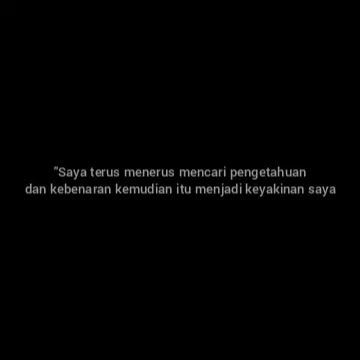 "Saya terus menerus mencari pengetahuan
dan kebenaran kemudian itu menjadi keyakinan saya